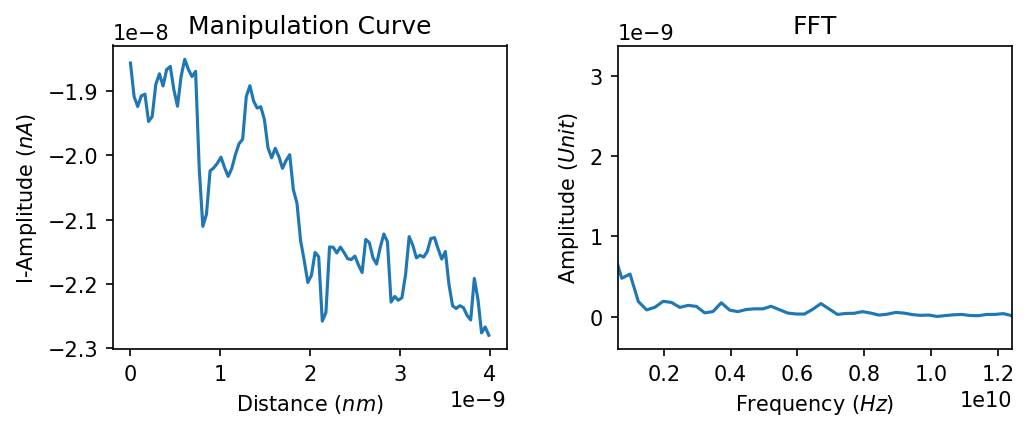 Manipulation Curve
1e−8
I-Amplitude (nA)
−1.9
−2.0
−2.1
−2.2
−2.3
0 1 2 3 4
1e−9
Distance (nm)
FFT
1e−9
Amplitude (Unit)
3
2
1
0
0.2 0.4 0.6 0.8 1.0 1.2
1e10
Frequency (Hz)